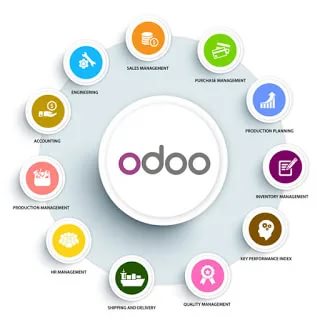 SALES MANAGEMENT
PURCHASE MANAGEMENT
ENGINEERING
PRODUCTION PLANNING
ACCOUNTING
odoo
INVENTORY MANAGEMENT
PRODUCTION MANAGEMENT
KEY PERFORMANCE INDEX
HR MANAGEMENT
QUALITY MANAGEMENT
SHIPPING AND DELIVERY